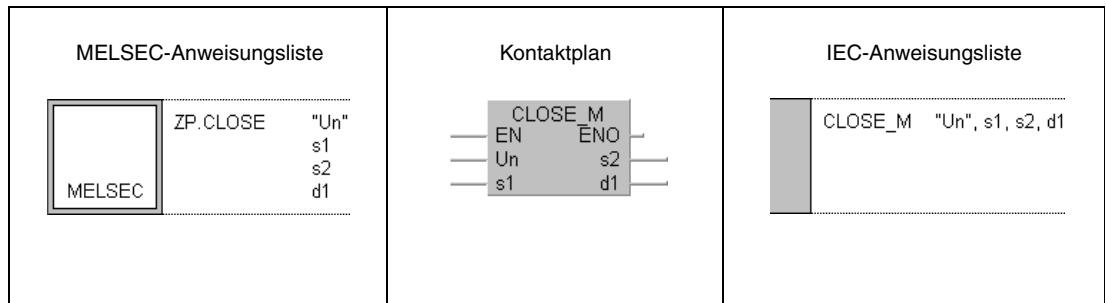 MELSEC-Anweisungsliste
MELSEC
ZP.CLOSE "Un"
s1
s2
d1
Kontaktplan
CLOSE_M
EN ENO
Un s2
s1 d1
IEC-Anweisungsliste
CLOSE_M "Un", s1, s2, d1